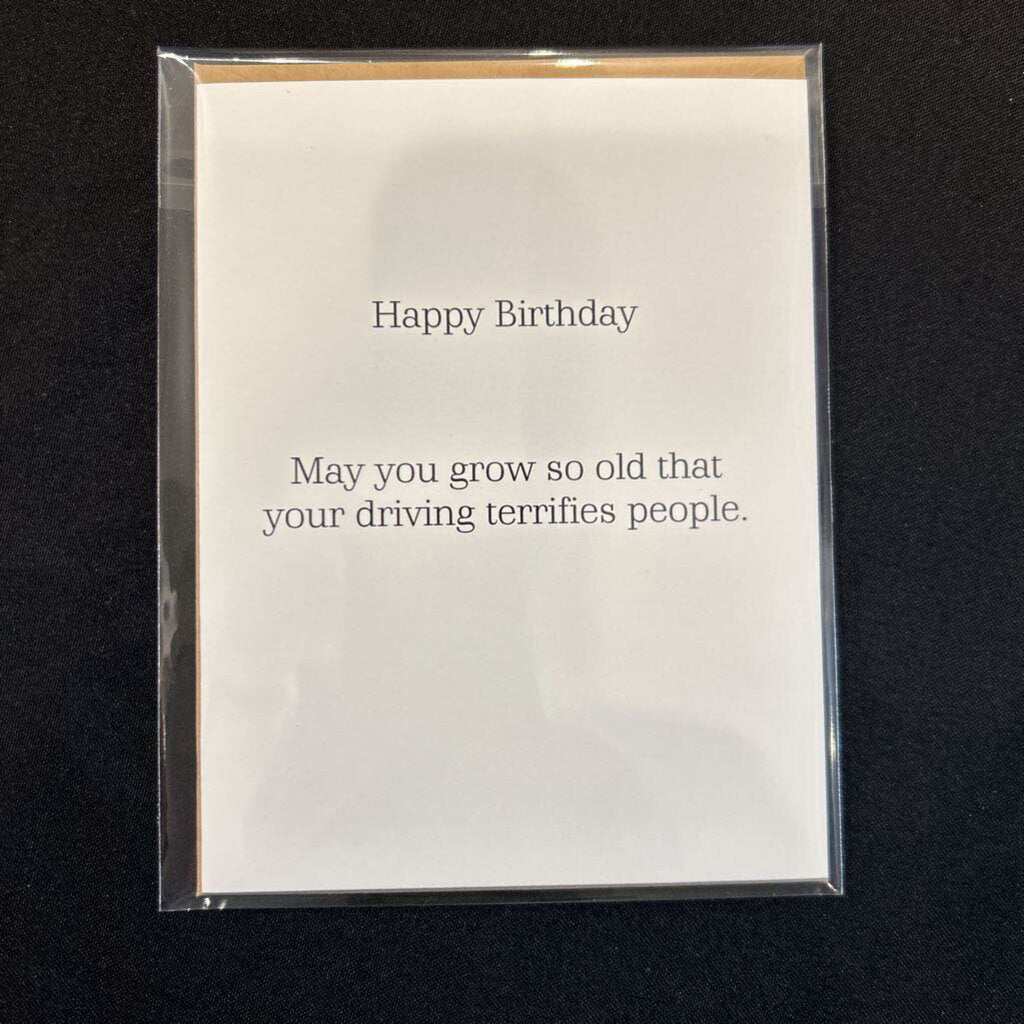 Happy Birthday
May you grow so old that
your driving terrifies people.